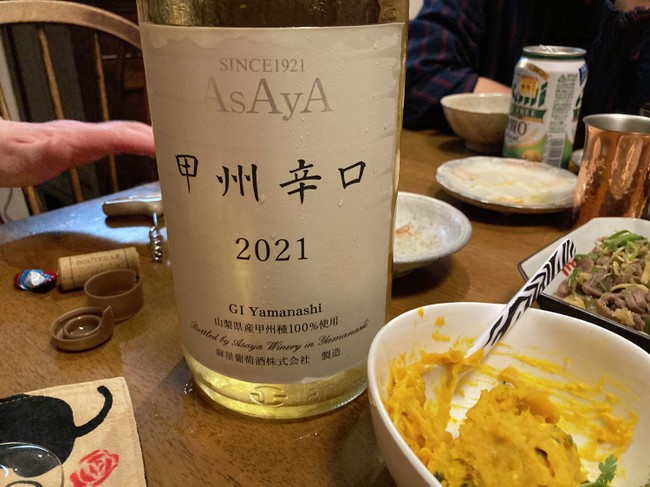 SINCE1921
AsAyA
甲州辛口
2021
GI Yamanashi
山梨県産甲州種100%使用
Bottled by Asaya Winery in Yamanashi
麻屋葡萄酒株式会社 製造